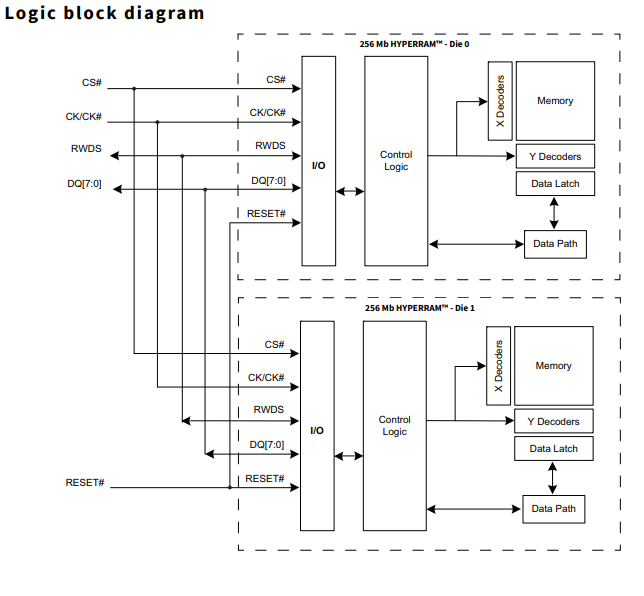 Logic block diagram
256 Mb HYPERRAM™ - Die 0
CS#
CS#
CK/CK#
CK/CK#
RWDS
RWDS
DQ[7:0]
DQ[7:0]
RESET#
I/O
Control
Logic
X Decoders
Memory
Y Decoders
Data Latch
Data Path
256 Mb HYPERRAM™ - Die 1
CS#
CK/CK#
RWDS
DQ[7:0]
RESET#
RESET#
I/O
Control
Logic
X Decoders
Memory
Y Decoders
Data Latch
Data Path